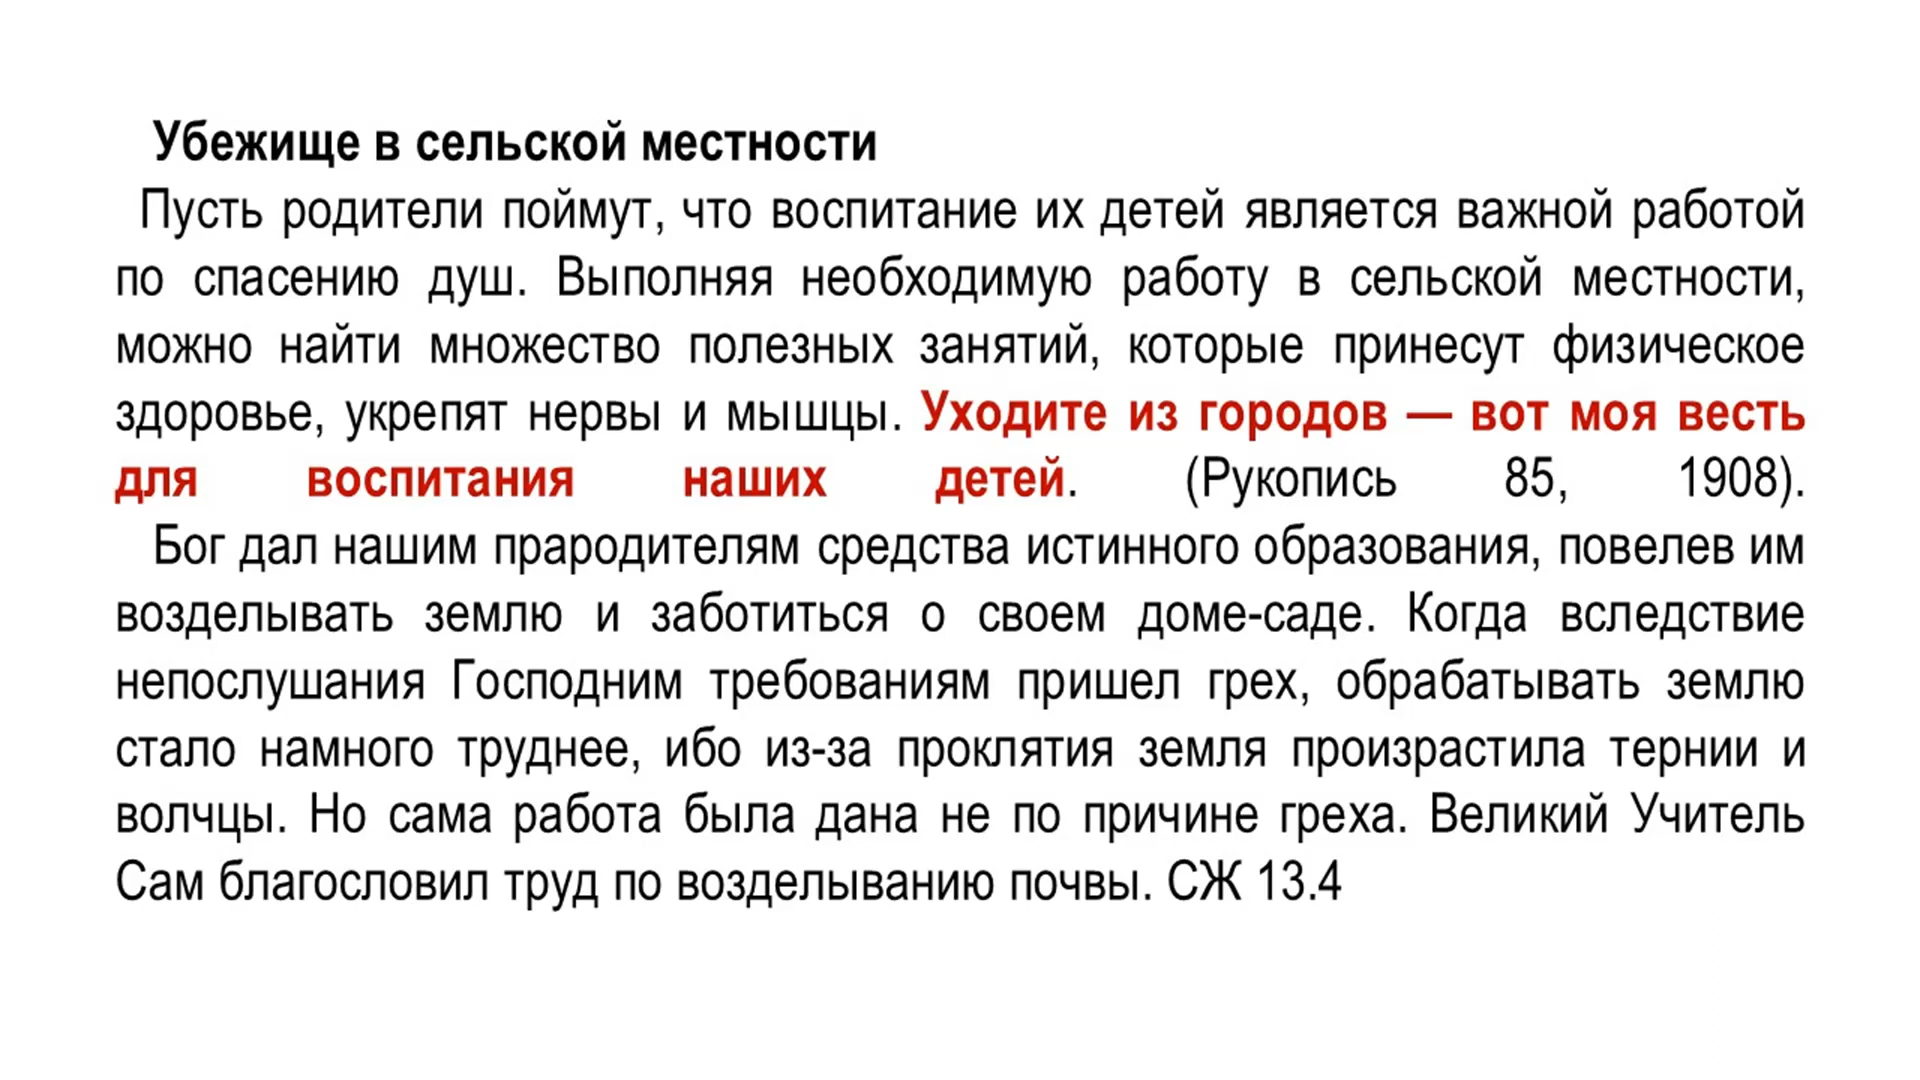 Убежище в сельской местности
Пусть родители поймут, что воспитание их детей является важной работой
по спасению душ. Выполняя необходимую работу в сельской местности,
можно найти множество полезных занятий, которые принесут физическое
здоровье, укрепят нервы и мышцы. Уходите из городов — вот моя весть
для воспитания наших детей. (Рукопись 85, 1908).
Бог дал нашим прародителям средства истинного образования, повелев им
возделывать землю и заботиться о своем доме-саде. Когда вследствие
непослушания Господним требованиям пришел грех, обрабатывать землю
стало намного труднее, ибо из-за проклятия земля произрастила тернии и
волчцы. Но сама работа была дана не по причине греха. Великий Учитель
Сам благословил труд по возделыванию почвы. СЖ 13.4